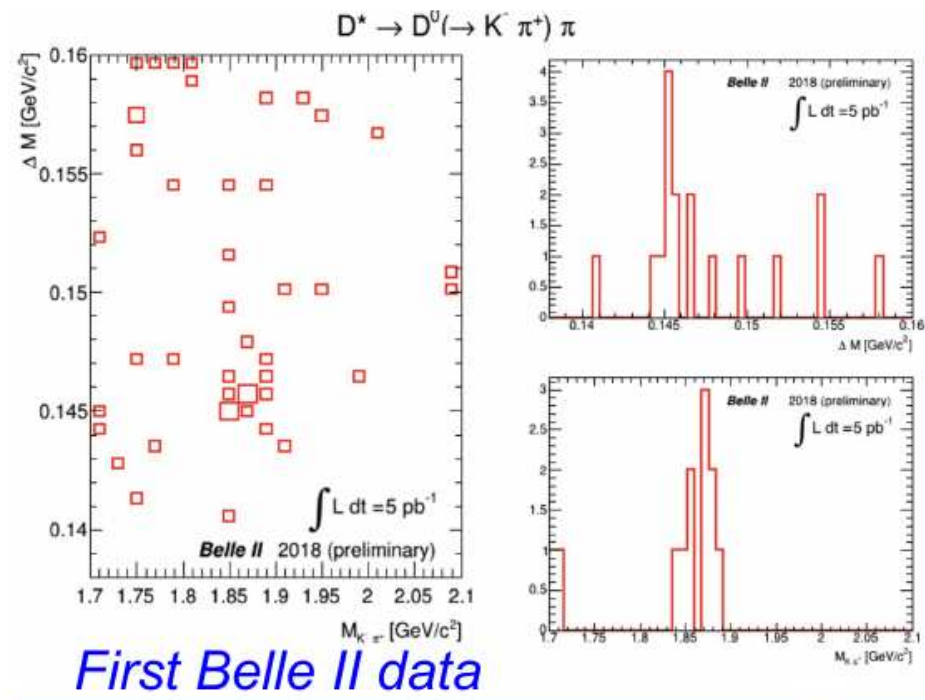 D* → D⁰(→ K⁻ π⁺) π
Δ M [GeV/c²]
0.16
0.155
0.15
0.145
0.14
∫ L dt =5 pb⁻¹
Belle II 2018 (preliminary)
1.7 1.75 1.8 1.85 1.9 1.95 2 2.05 2.1
M_K⁻ π⁺ [GeV/c²]
Belle II 2018 (preliminary)
∫ L dt =5 pb⁻¹
4
3.5
3
2.5
2
1.5
1
0.5
0
0.14 0.145 0.15 0.155 0.16
Δ M [GeV/c²]
Belle II 2018 (preliminary)
∫ L dt =5 pb⁻¹
3
2.5
2
1.5
1
0.5
0
1.7 1.75 1.8 1.85 1.9 1.95 2 2.05 2.1
M_K π⁺ [GeV/c²]
First Belle II data